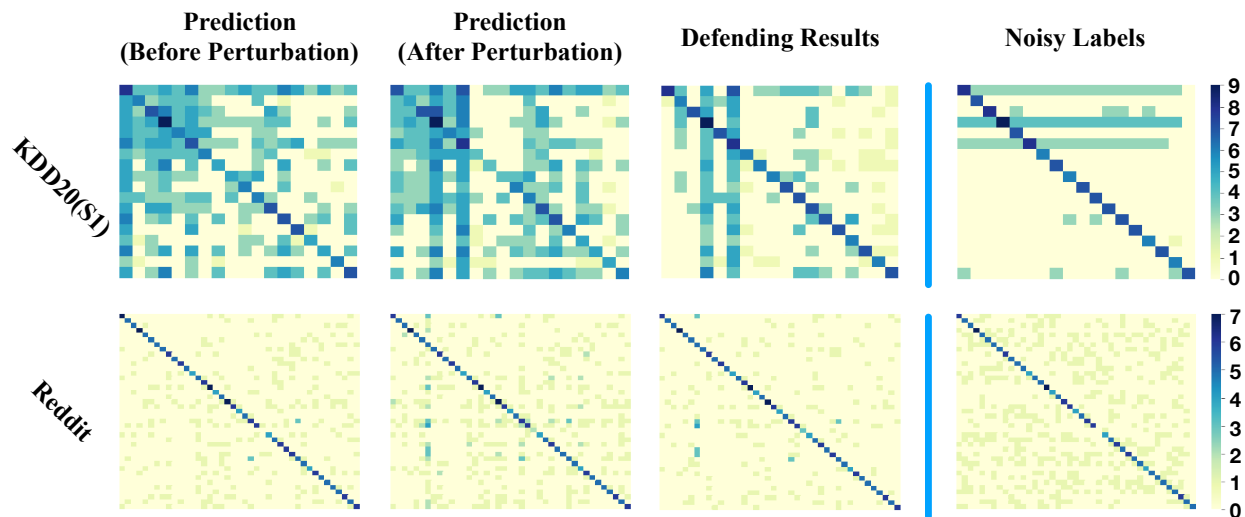 Prediction
(Before Perturbation)
Prediction
(After Perturbation)
Defending Results
Noisy Labels
KDD20(S1)
9
8
7
6
5
4
3
2
1
0
Reddit
7
6
5
4
3
2
1
0